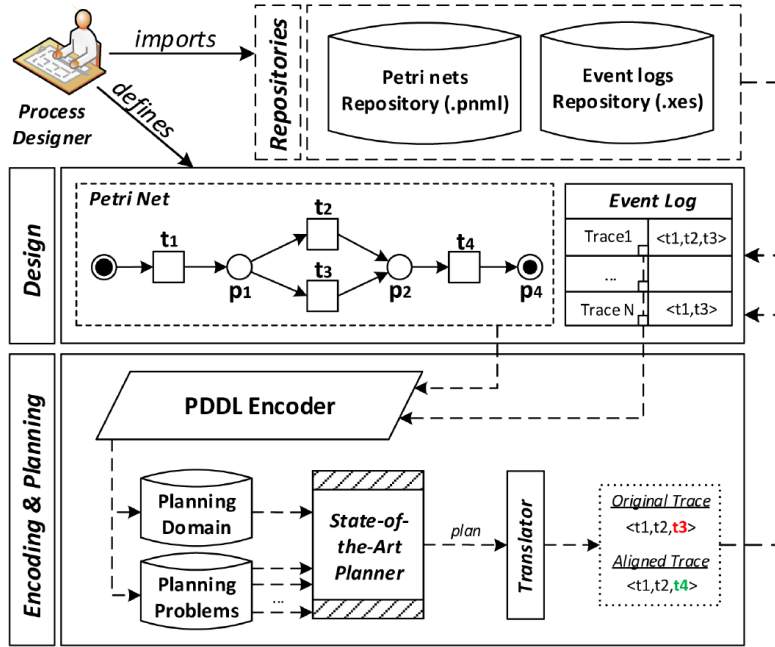 imports
Process
Designer
defines
Repositories
Petri nets
Repository (.pnml)
Event logs
Repository (.xes)
Design
Petri Net
t1
p1
t2
t3
p2
t4
p4
Event Log
Trace1 <t1,t2,t3>
...
Trace N <t1,t3>
Encoding & Planning
PDDL Encoder
Planning
Domain
Planning
Problems
...
State-of-
the-Art
Planner
plan
Translator
Original Trace
<t1,t2,t3>
Aligned Trace
<t1,t2,t4>